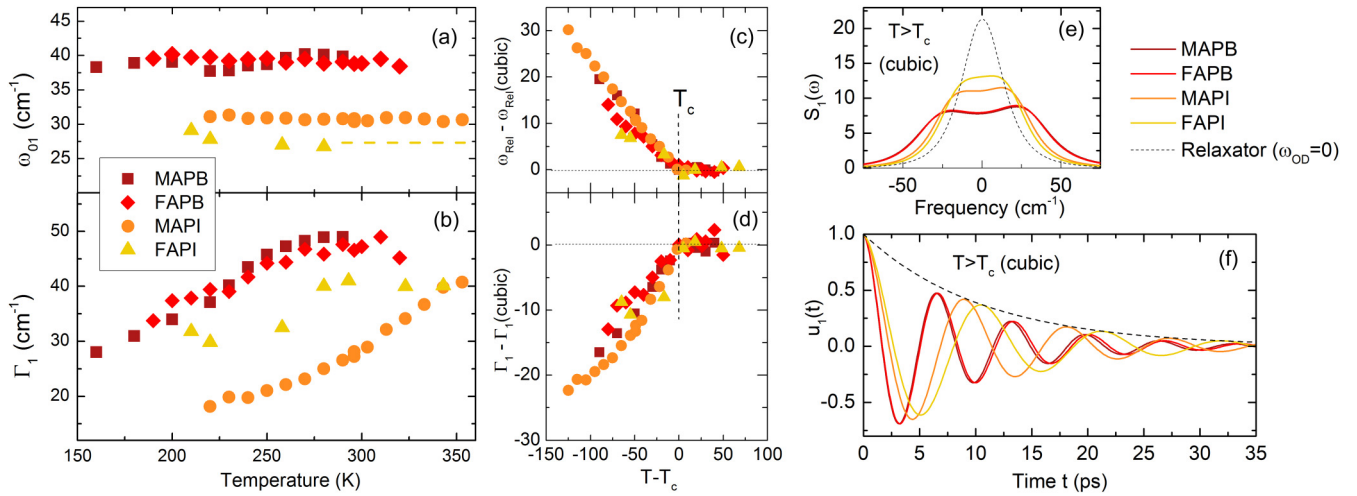 (a)
ω01 (cm-1)
45
40
35
30
25
MAPB
FAPB
MAPI
FAPI
(b)
Γ1 (cm-1)
50
40
30
20
150
200
250
300
350
Temperature (K)
(c)
ωRel - ωRel(cubic)
30
20
10
0
Tc
(d)
Γ1 - Γ1(cubic)
10
0
-10
-20
-30
-150
-100
-50
0
50
100
T-Tc
(e)
T>Tc
(cubic)
S1(ω)
25
20
15
10
5
0
-50
0
50
Frequency (cm-1)
MAPB
FAPB
MAPI
FAPI
Relaxator (ωOD=0)
(f)
T>Tc (cubic)
u1(t)
1.0
0.5
0.0
-0.5
0
5
10
15
20
25
30
35
Time t (ps)